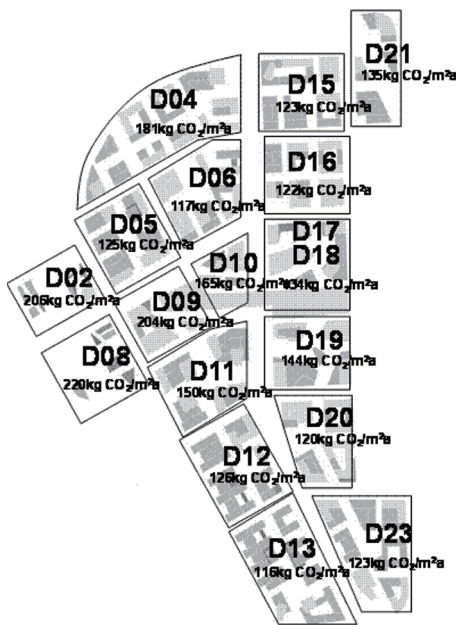 D21
135kg CO₂/m²a
D15
123kg CO₂/m²a
D04
181kg CO₂/m²a
D16
122kg CO₂/m²a
D06
117kg CO₂/m²a
D05
125kg CO₂/m²a
D17
D18
134kg CO₂/m²a
D10
165kg CO₂/m²a
D02
206kg CO₂/m²a
D09
204kg CO₂/m²a
D19
144kg CO₂/m²a
D08
220kg CO₂/m²a
D11
150kg CO₂/m²a
D20
120kg CO₂/m²a
D12
126kg CO₂/m²a
D23
123kg CO₂/m²a
D13
116kg CO₂/m²a